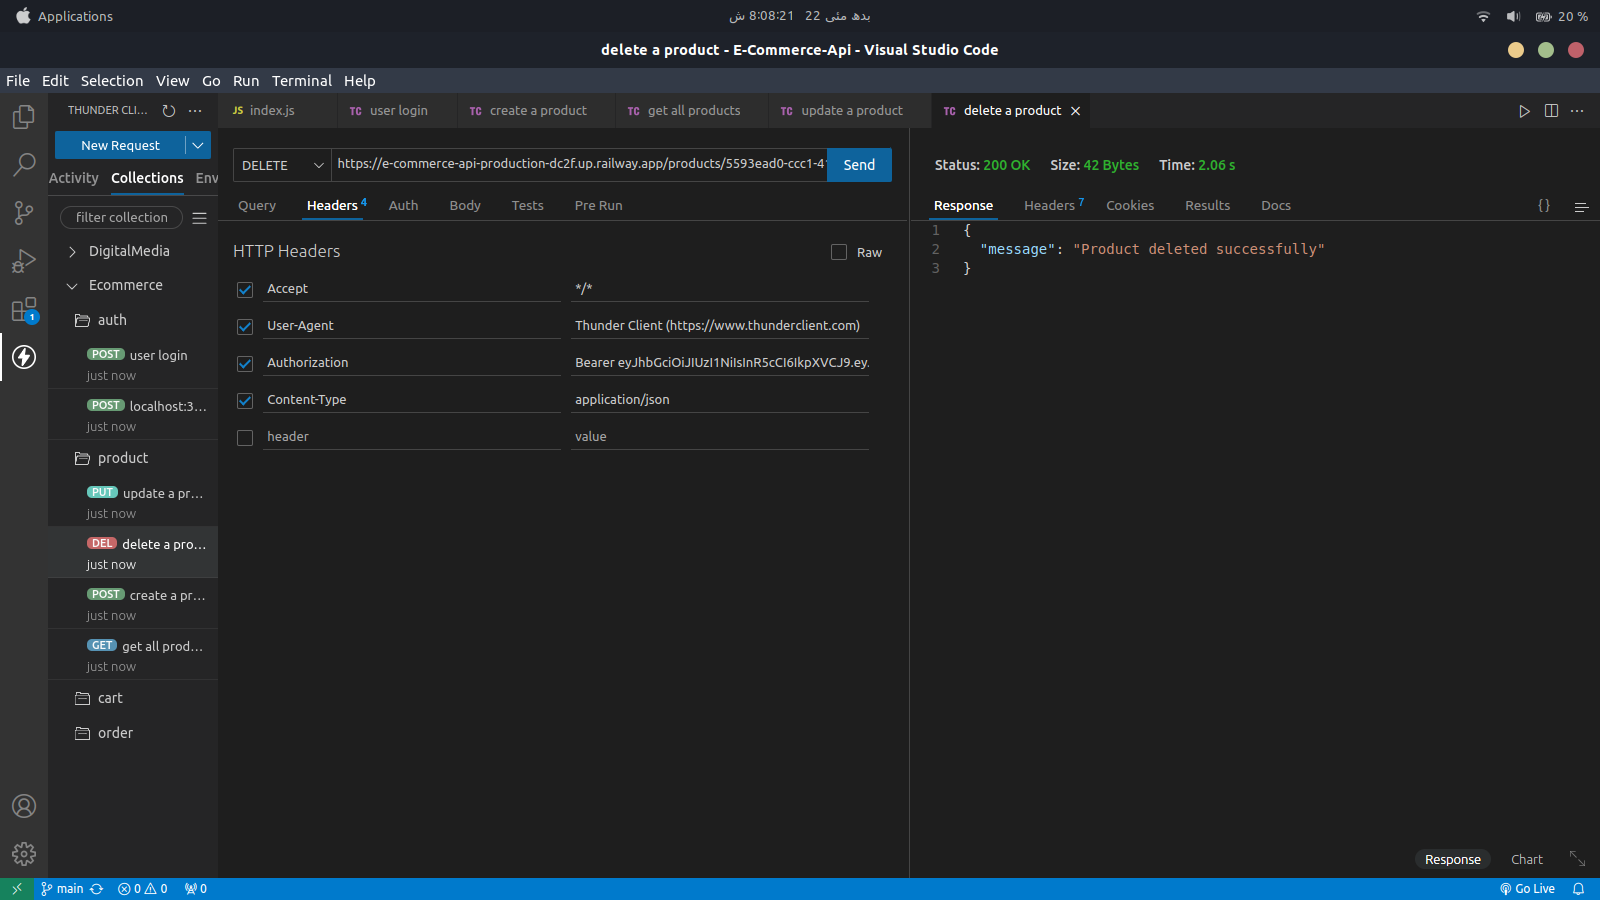 Applications
بدھ مئی 22  8:08:21 ش
20 %
delete a product - E-Commerce-Api - Visual Studio Code
File Edit Selection View Go Run Terminal Help
THUNDER CLI...
JS index.js
TC user login
TC create a product
TC get all products
TC update a product
TC delete a product
New Request
Activity Collections Env
filter collection
DigitalMedia
Ecommerce
auth
POST user login
just now
POST localhost:3...
just now
product
PUT update a pr...
just now
DEL delete a pro...
just now
POST create a pr...
just now
GET get all prod...
just now
cart
order
1
DELETE
https://e-commerce-api-production-dc2f.up.railway.app/products/5593ead0-ccc1-4
Send
Query Headers 4 Auth Body Tests Pre Run
HTTP Headers
Raw
Accept */*
User-Agent Thunder Client (https://www.thunderclient.com)
Authorization Bearer eyJhbGciOiJIUzI1NiIsInR5cCI6IkpXVCJ9.ey.
Content-Type application/json
header value
Status: 200 OK Size: 42 Bytes Time: 2.06 s
Response Headers 7 Cookies Results Docs
{}
1 {
2 "message": "Product deleted successfully"
3 }
Response Chart
main
0 0
0
Go Live